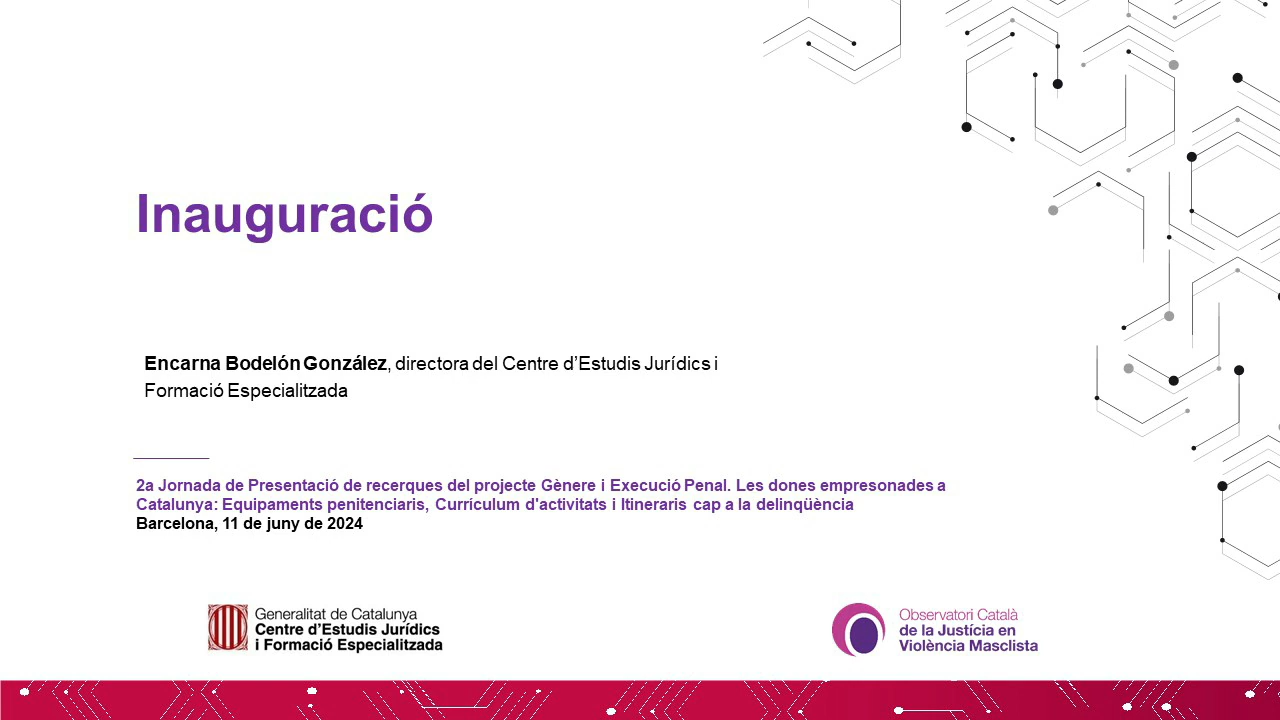 Inauguració
Encarna Bodelón González, directora del Centre d’Estudis Jurídics i
Formació Especialitzada
2a Jornada de Presentació de recerques del projecte Gènere i Execució Penal. Les dones empresonades a
Catalunya: Equipaments penitenciaris, Currículum d'activitats i Itineraris cap a la delinqüència
Barcelona, 11 de juny de 2024
Generalitat de Catalunya
Centre d’Estudis Jurídics
i Formació Especialitzada
Observatori Català
de la Justícia en
Violència Masclista